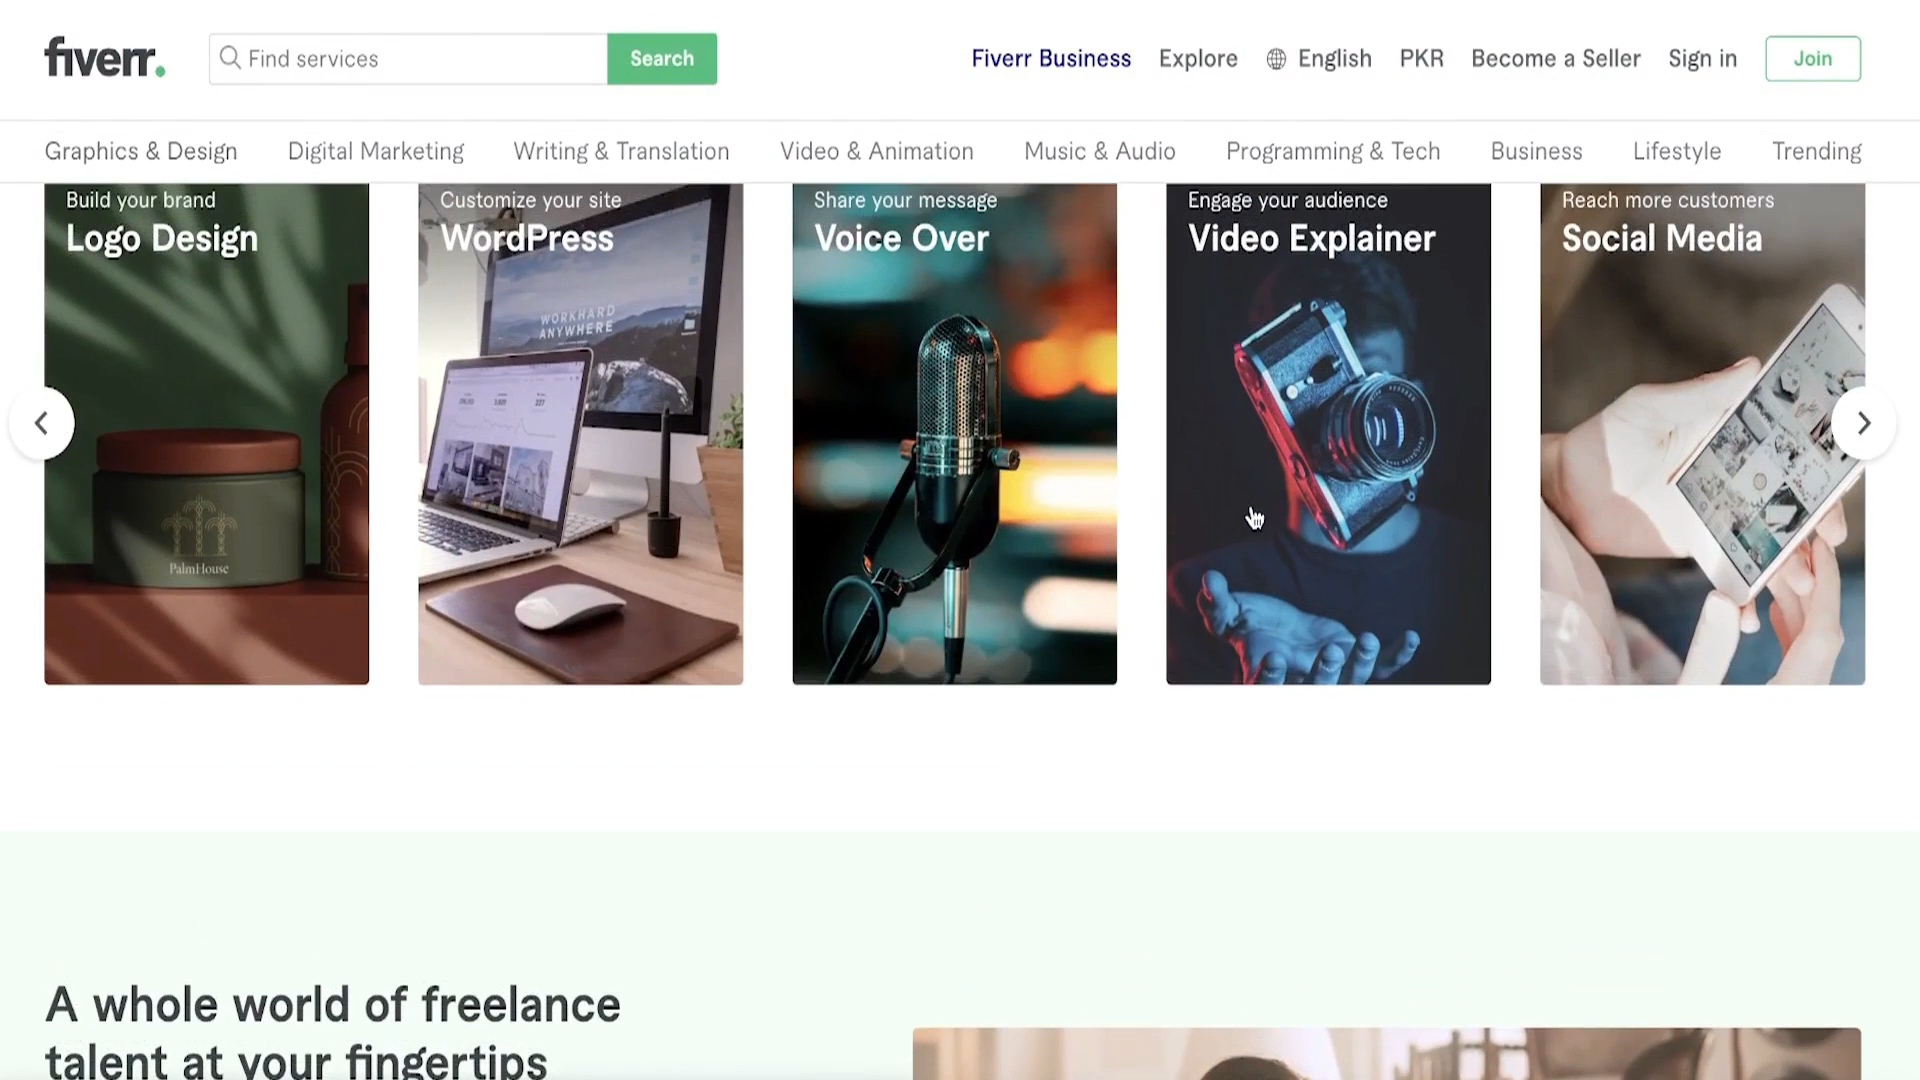 fiverr.
Find services
Search
Fiverr Business
Explore
English
PKR
Become a Seller
Sign in
Join
Graphics & Design
Digital Marketing
Writing & Translation
Video & Animation
Music & Audio
Programming & Tech
Business
Lifestyle
Trending
Build your brand
Logo Design
PalmHouse
Customize your site
WordPress
WORKHARD
ANYWHERE
Share your message
Voice Over
Engage your audience
Video Explainer
Reach more customers
Social Media
A whole world of freelance
talent at your fingertips